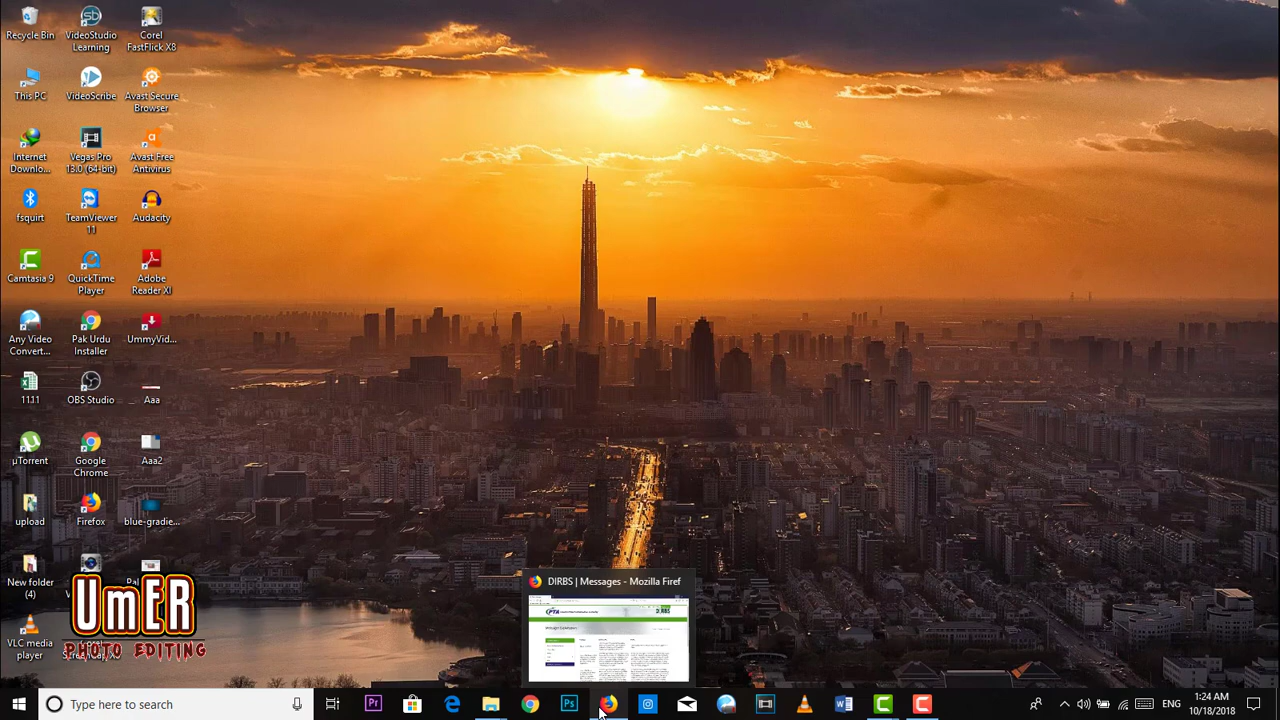 Recycle Bin
VideoStudio Learning
Corel FastFlick X8
This PC
VideoScribe
Avast Secure Browser
Internet Downlo...
Vegas Pro 13.0 (64-bit)
Avast Free Antivirus
fsquirt
TeamViewer 11
Audacity
Camtasia 9
QuickTime Player
Adobe Reader XI
Any Video Convert...
Pak Urdu Installer
UmmyVid...
11.11
OBS Studio
Aaa
µTorrent
Google Chrome
Aaa2
upload
Firefox
blue-gradie...
New folder (4)
VLC media player
UmER
EDITING
DIRBS | Messages - Mozilla Firef
PTA
DIRBS
Type here to search
ENG
1:24 AM
10/18/2018